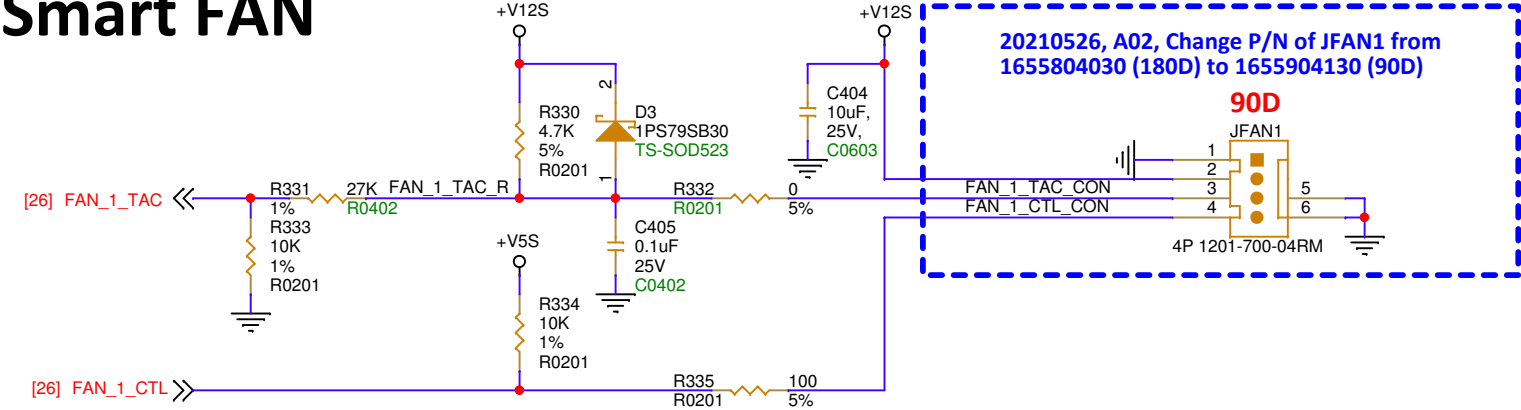 Smart FAN
+V12S
+V12S
20210526, A02, Change P/N of JFAN1 from
1655804030 (180D) to 1655904130 (90D)
90D
JFAN1
R330
4.7K
5%
R0201
2
D3
1PS79SB30
TS-SOD523
1
C404
10uF,
25V,
C0603
1
2
3
4
5
6
4P 1201-700-04RM
[26] FAN_1_TAC
R331
1%
27K
R0402
FAN_1_TAC_R
R332
R0201
0
5%
FAN_1_TAC_CON
FAN_1_CTL_CON
R333
10K
1%
R0201
C405
0.1uF
25V
C0402
+V5S
R334
10K
1%
R0201
[26] FAN_1_CTL
R335
R0201
100
5%